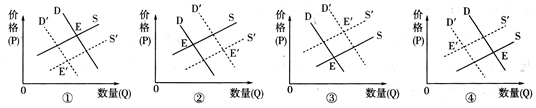 价格(P) D′ D E S S′ E′ 0 数量(Q) ①
价格(P) D D′ S E S′ E′ 0 数量(Q) ②
价格(P) D D′ S′ E′ S E 0 数量(Q) ③
价格(P) D′ D S′ E′ S E 0 数量(Q) ④